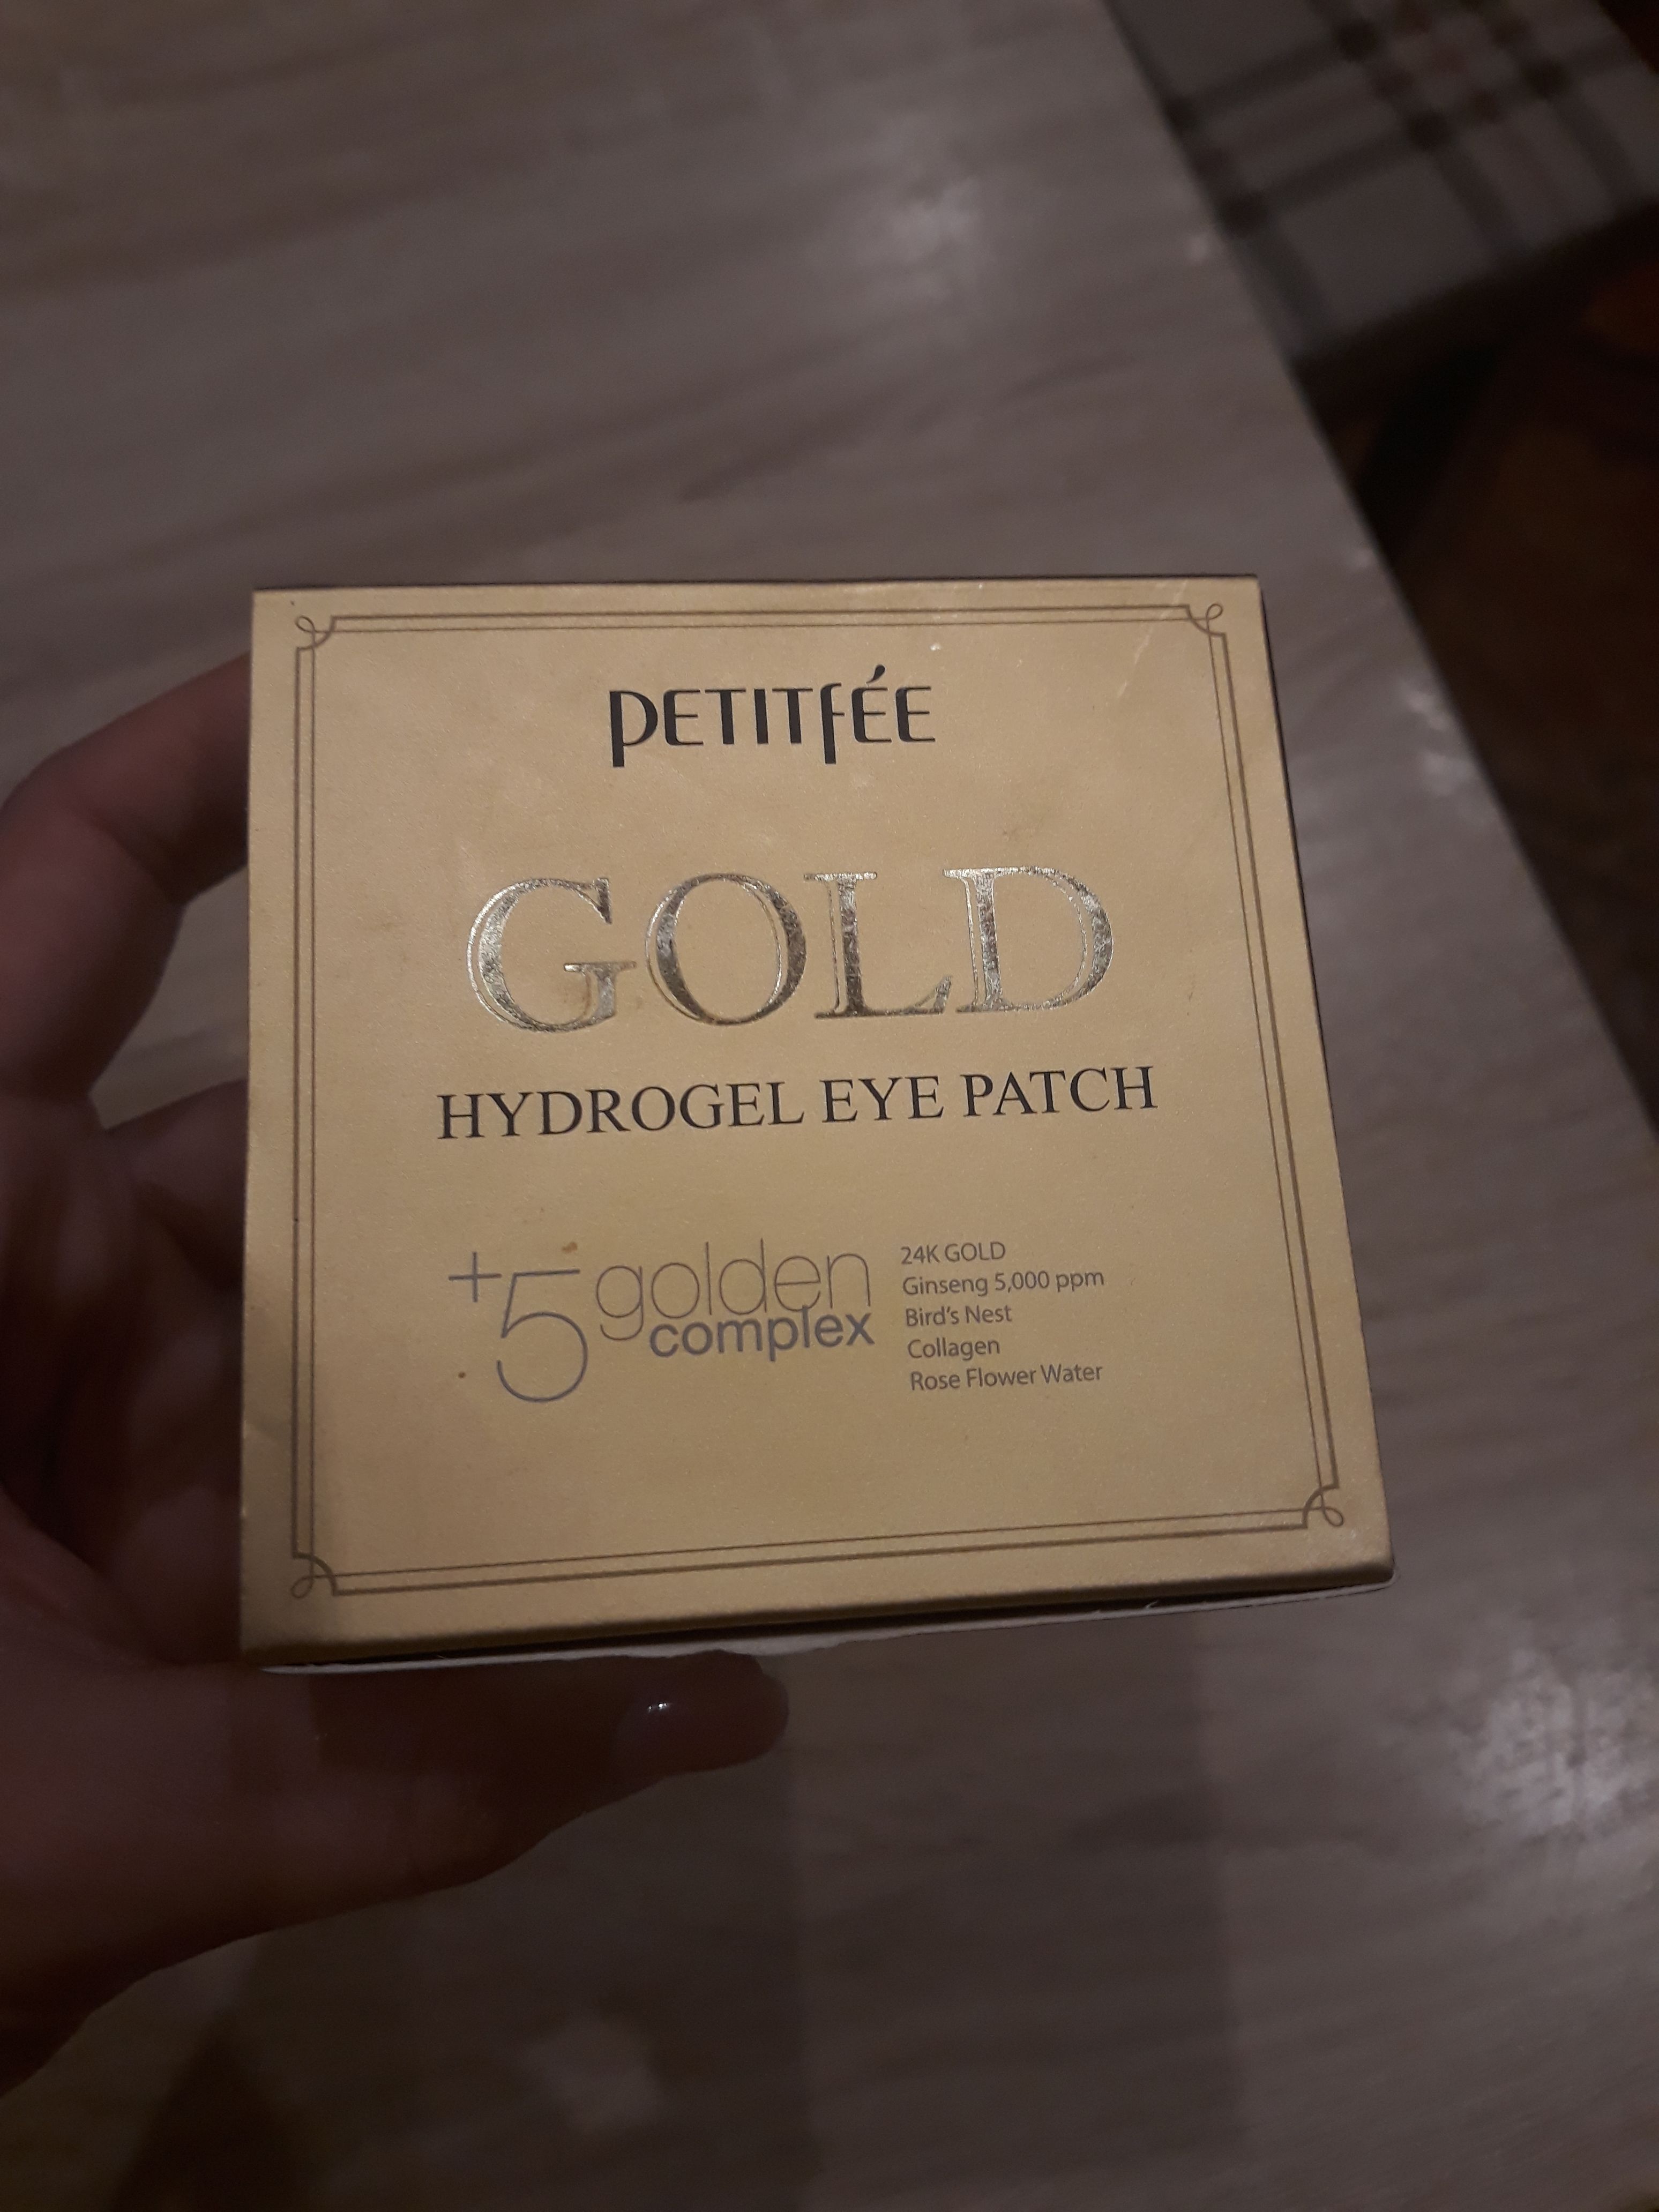 PETITFÉE
GOLD
HYDROGEL EYE PATCH
+5 golden
complex
24K GOLD
Ginseng 5,000 ppm
Bird's Nest
Collagen
Rose Flower Water